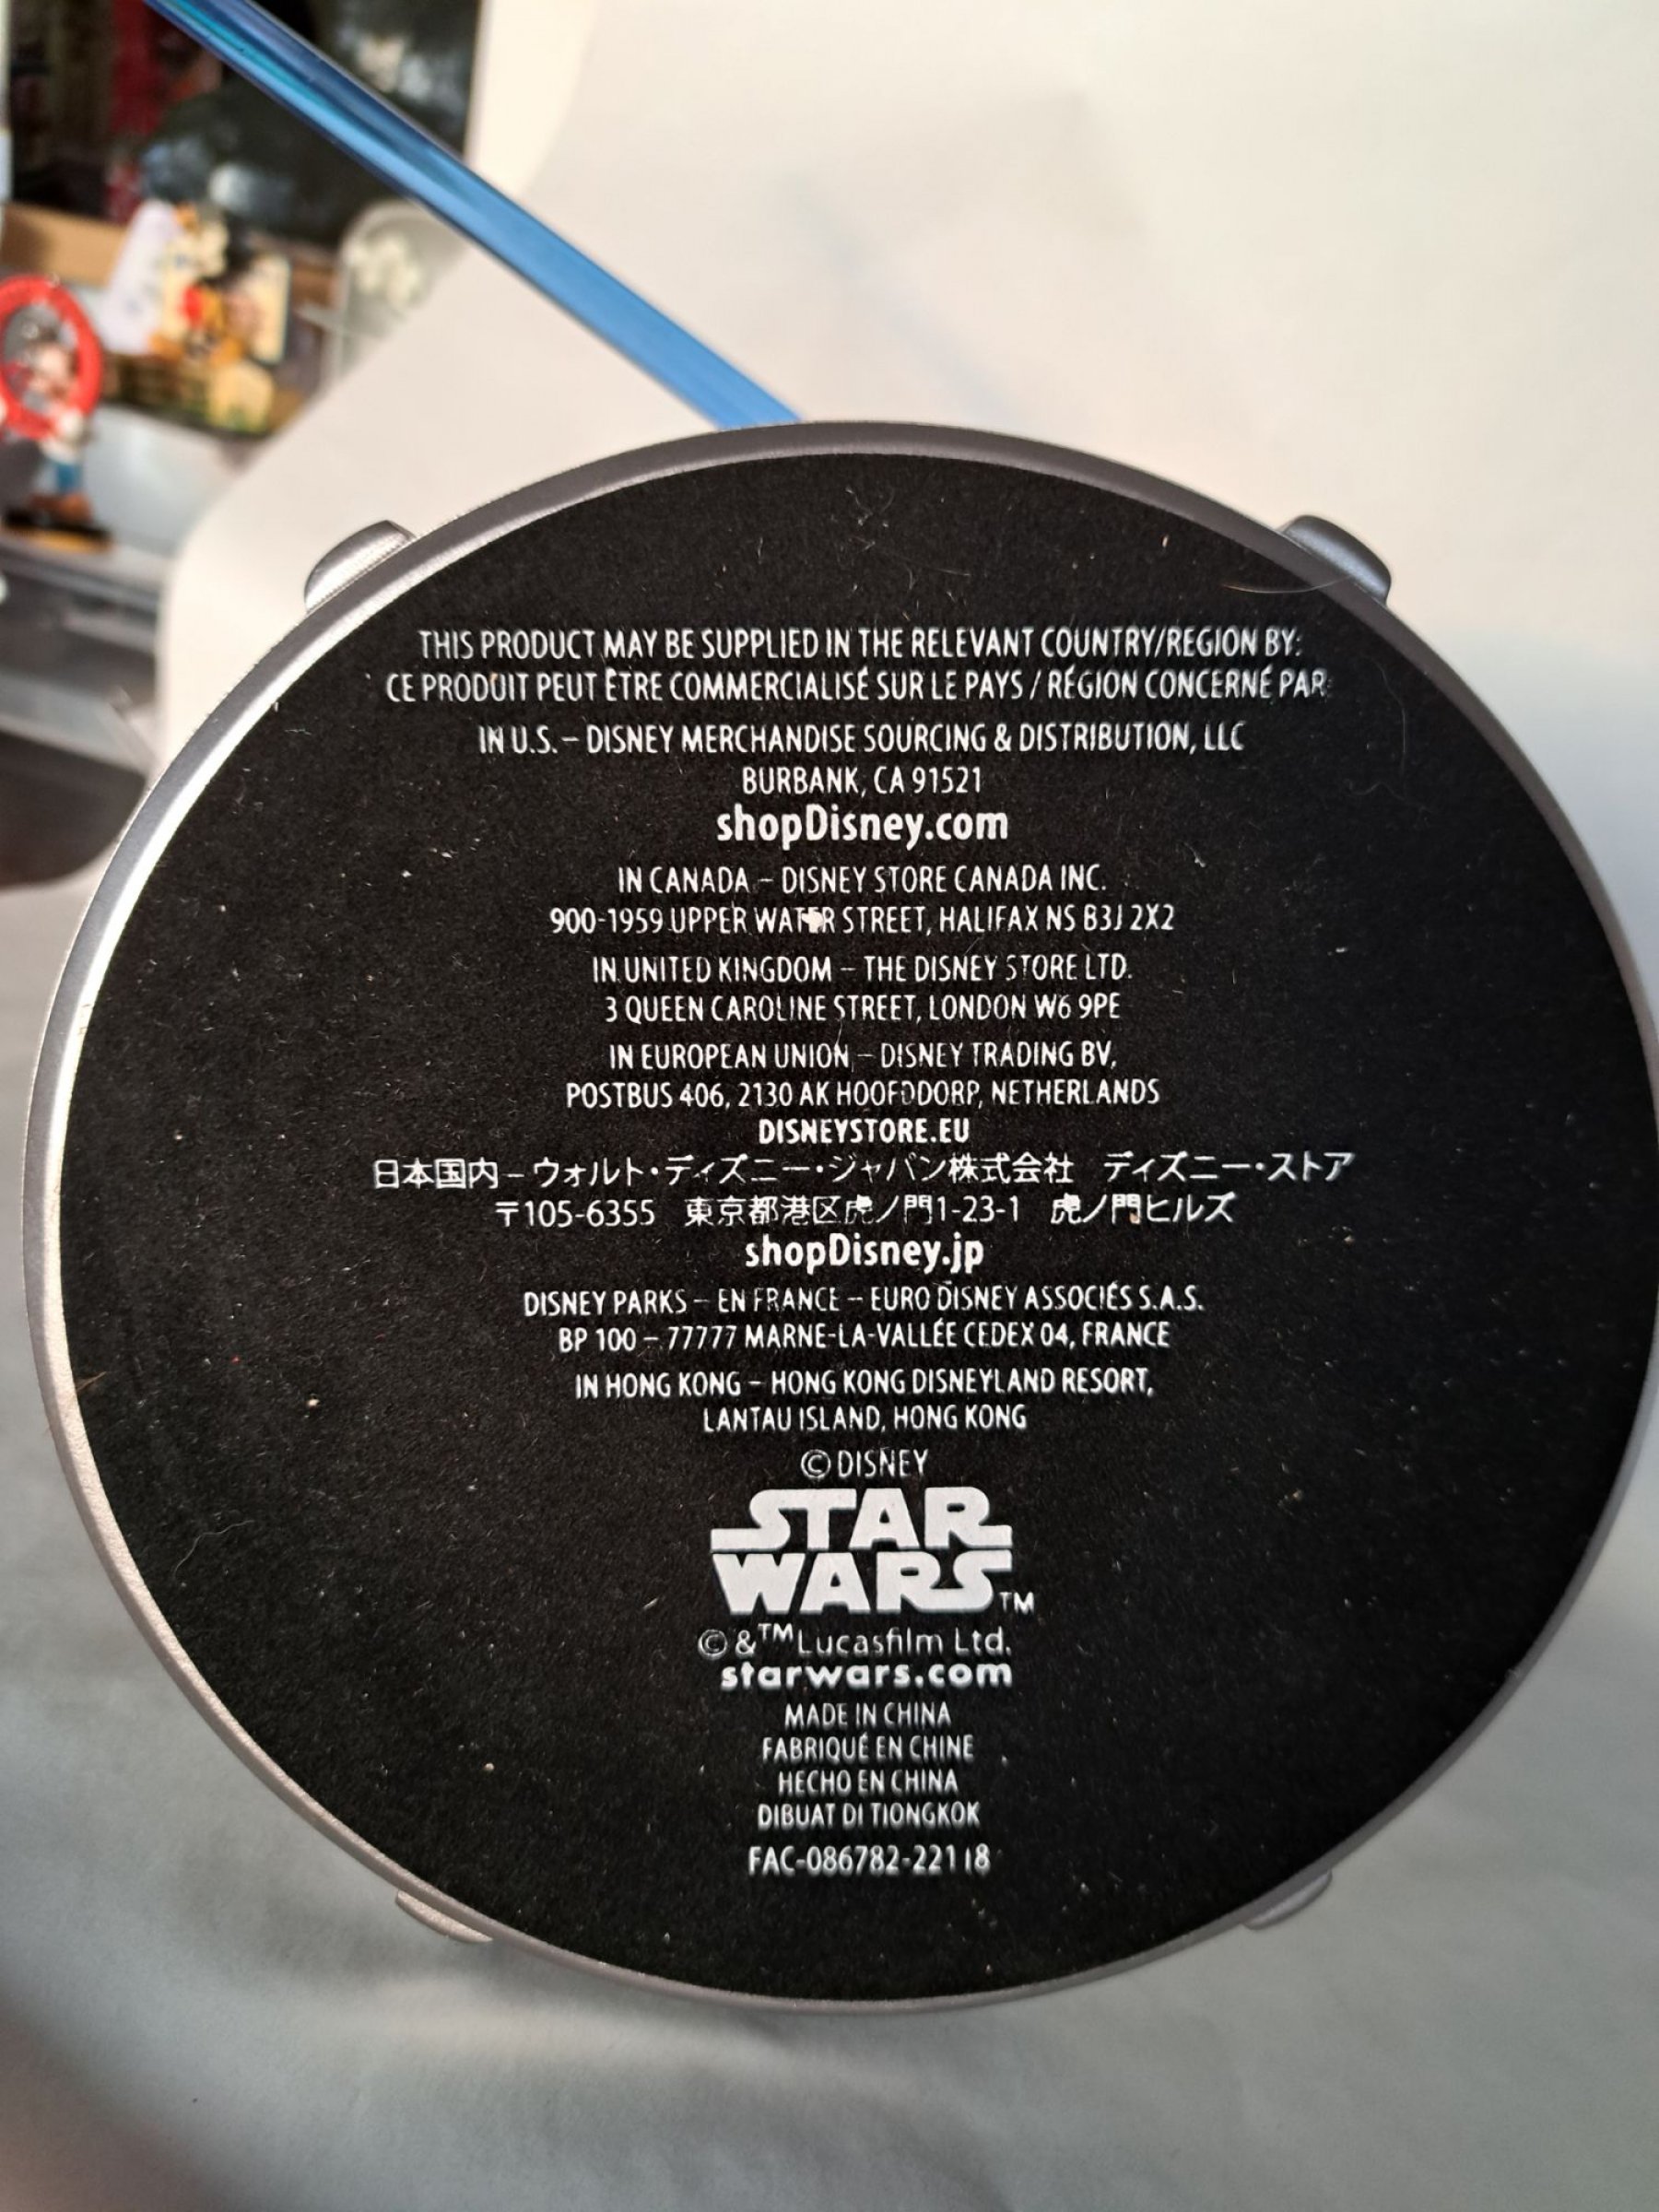 THIS PRODUCT MAY BE SUPPLIED IN THE RELEVANT COUNTRY/REGION BY:
CE PRODUIT PEUT ÊTRE COMMERCIALISÉ SUR LE PAYS / RÉGION CONCERNÉ PAR:
IN U.S. – DISNEY MERCHANDISE SOURCING & DISTRIBUTION, LLC
BURBANK, CA 91521
shopDisney.com
IN CANADA – DISNEY STORE CANADA INC.
900-1959 UPPER WATER STREET, HALIFAX NS B3J 2X2
IN UNITED KINGDOM – THE DISNEY STORE LTD.
3 QUEEN CAROLINE STREET, LONDON W6 9PE
IN EUROPEAN UNION – DISNEY TRADING BV,
POSTBUS 406, 2130 AK HOOFDDORP, NETHERLANDS
DISNEYSTORE.EU
日本国内 – ウォルト・ディズニー・ジャパン株式会社 ディズニー・ストア
〒105-6355 東京都港区虎ノ門1-23-1 虎ノ門ヒルズ
shopDisney.jp
DISNEY PARKS – EN FRANCE – EURO DISNEY ASSOCIÉS S.A.S.
BP 100 – 77777 MARNE-LA-VALLÉE CEDEX 04, FRANCE
IN HONG KONG – HONG KONG DISNEYLAND RESORT,
LANTAU ISLAND, HONG KONG
© DISNEY
STAR
WARS™
© & ™ Lucasfilm Ltd.
starwars.com
MADE IN CHINA
FABRIQUÉ EN CHINE
HECHO EN CHINA
DIBUAT DI TIONGKOK
FAC-086782-22118